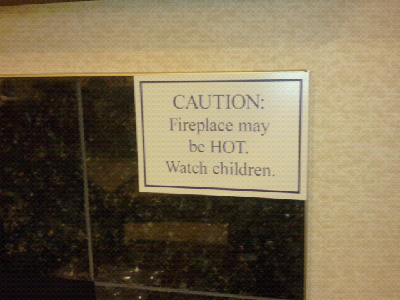 CAUTION:
Fireplace may
be HOT.
Watch children.